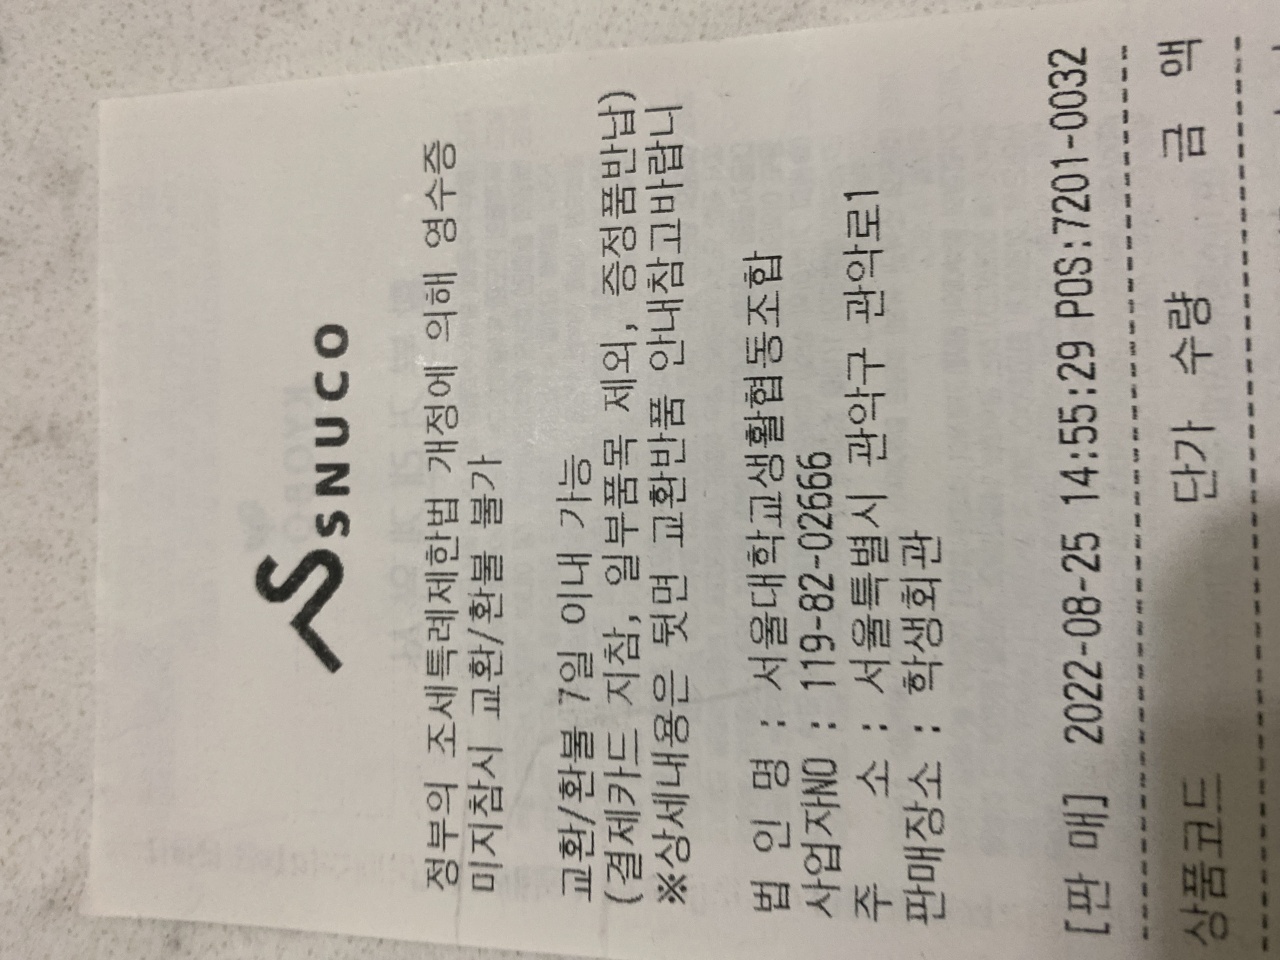 SNUCO
정부의 조세특례제한법 개정에 의해 영수증
미지참시 교환/환불 불가
교환/환불 7일 이내 가능
(결제카드 지참, 일부품목 제외, 증정품반납)
※상세내용은 뒷면 교환반품 안내참고바랍니
법 인 명 : 서울대학교생활협동조합
사업자NO : 119-82-02666
주 소 : 서울특별시 관악구 관악로1
판매장소 : 학생회관
[판 매] 2022-08-25 14:55:29 POS:7201-0032
상품코드 단가 수량 금 액